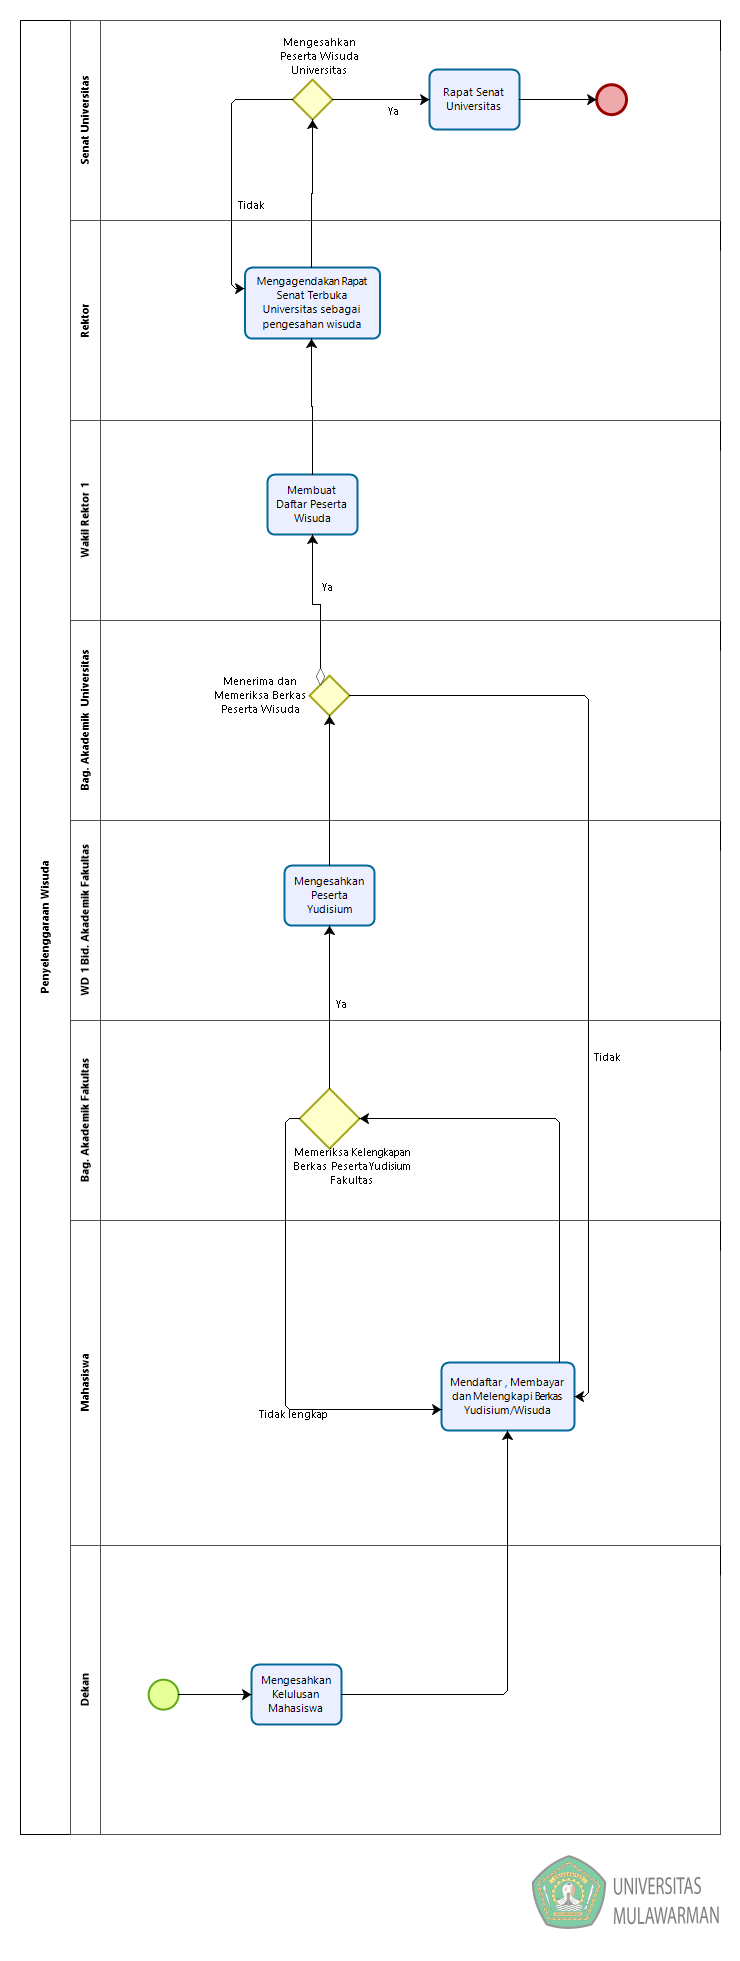 Penyelenggaraan Wisuda
Senat Universitas
Mengesahkan
Peserta Wisuda
Universitas
Rapat Senat
Universitas
Ya
Tidak
Rektor
Mengagendakan Rapat
Senat Terbuka
Universitas sebagai
pengesahan wisuda
Wakil Rektor 1
Membuat
Daftar Peserta
Wisuda
Ya
Bag. Akademik Universitas
Menerima dan
Memeriksa Berkas
Peserta Wisuda
WD 1 Bid. Akademik Fakultas
Mengesahkan
Peserta
Yudisium
Ya
Tidak
Bag. Akademik Fakultas
Memeriksa Kelengkapan
Berkas Peserta Yudisium
Fakultas
Mahasiswa
Mendaftar , Membayar
dan Melengkapi Berkas
Yudisium/Wisuda
Tidak lengkap
Dekan
Mengesahkan
Kelulusan
Mahasiswa
UNIVERSITAS
MULAWARMAN